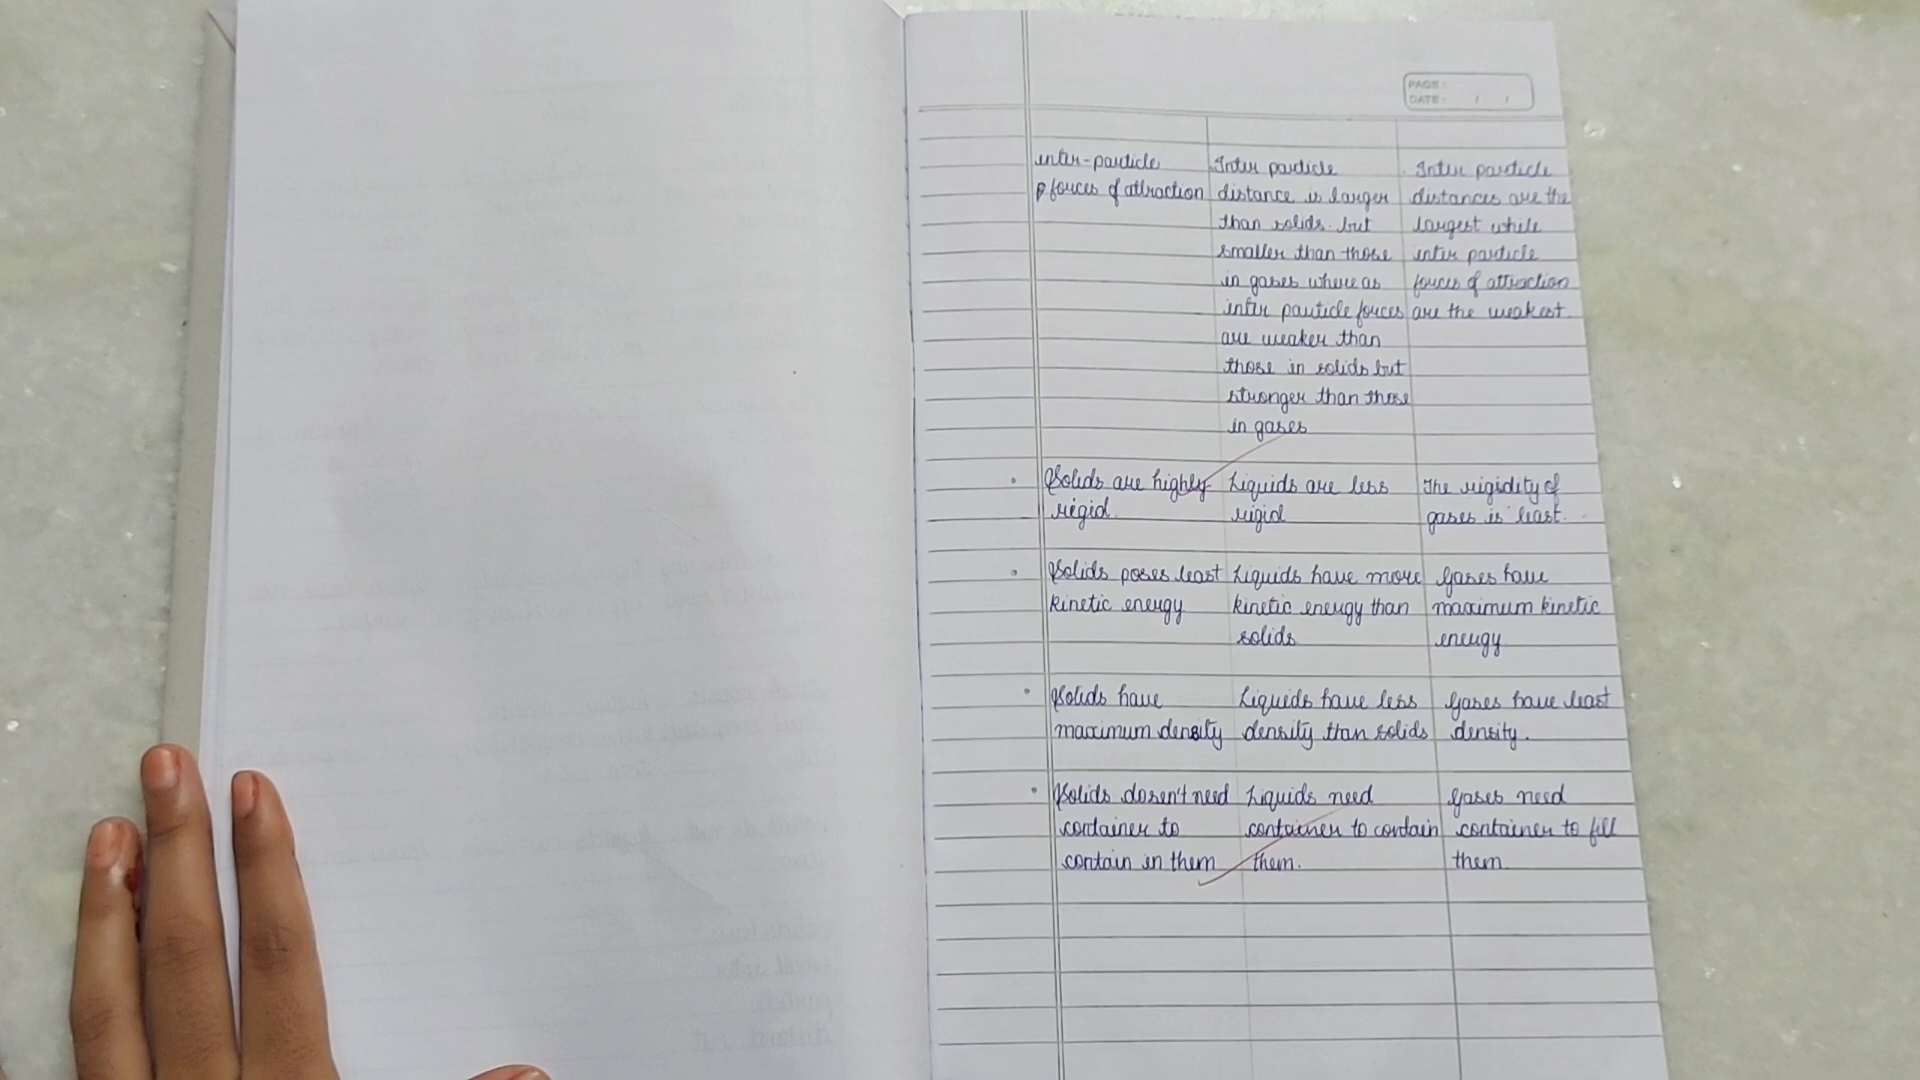 PAGE:
DATE: / /
inter-particle
forces of attraction
Inter particle
distance is larger
than solids but
smaller than those
in gases where as
inter particle forces
are weaker than
those in solids but
stronger than those
in gases
Inter particle
distances are the
largest while
inter particle
forces of attraction
are the weakest.
Solids are highly
rigid.
Liquids are less
rigid
The rigidity of
gases is least.
Solids poses least
kinetic energy
Liquids have more
kinetic energy than
solids
Gases have
maximum kinetic
energy
Solids have
maximum density
Liquids have less
density than solids
Gases have least
density.
Solids dosen't need
container to
contain in them
Liquids need
container to contain
them.
Gases need
container to fill
them